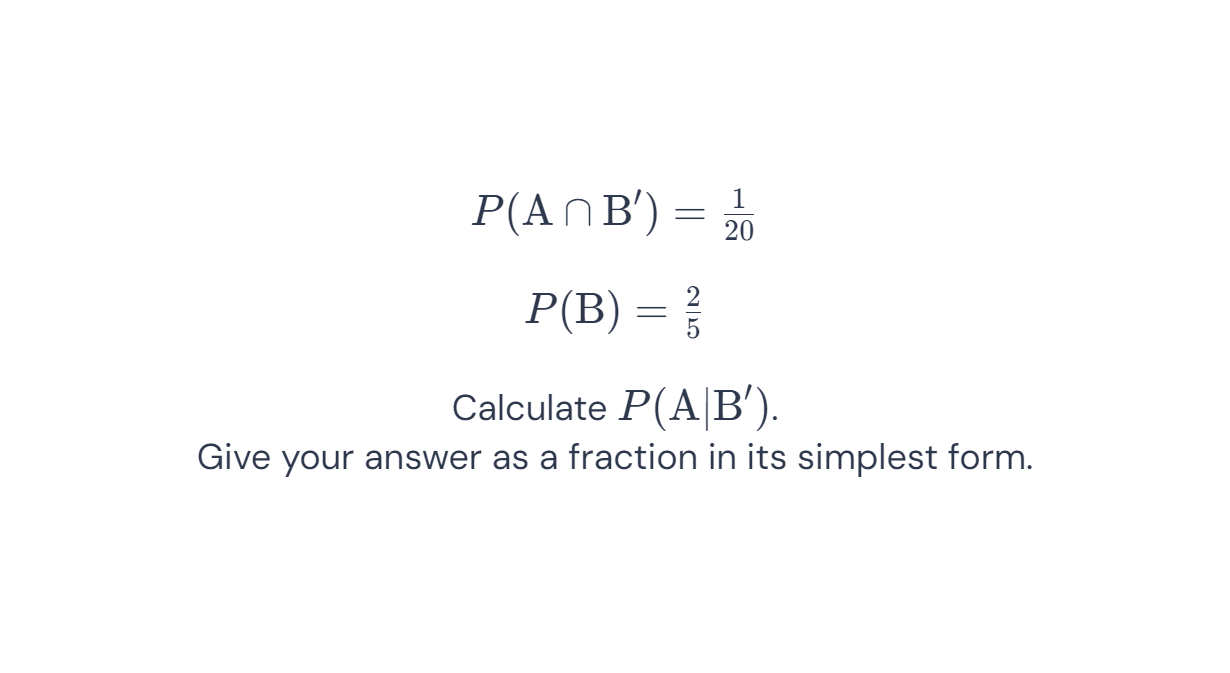 P(A ∩ B′) = 1/20
P(B) = 2/5
Calculate P(A|B′).
Give your answer as a fraction in its simplest form.